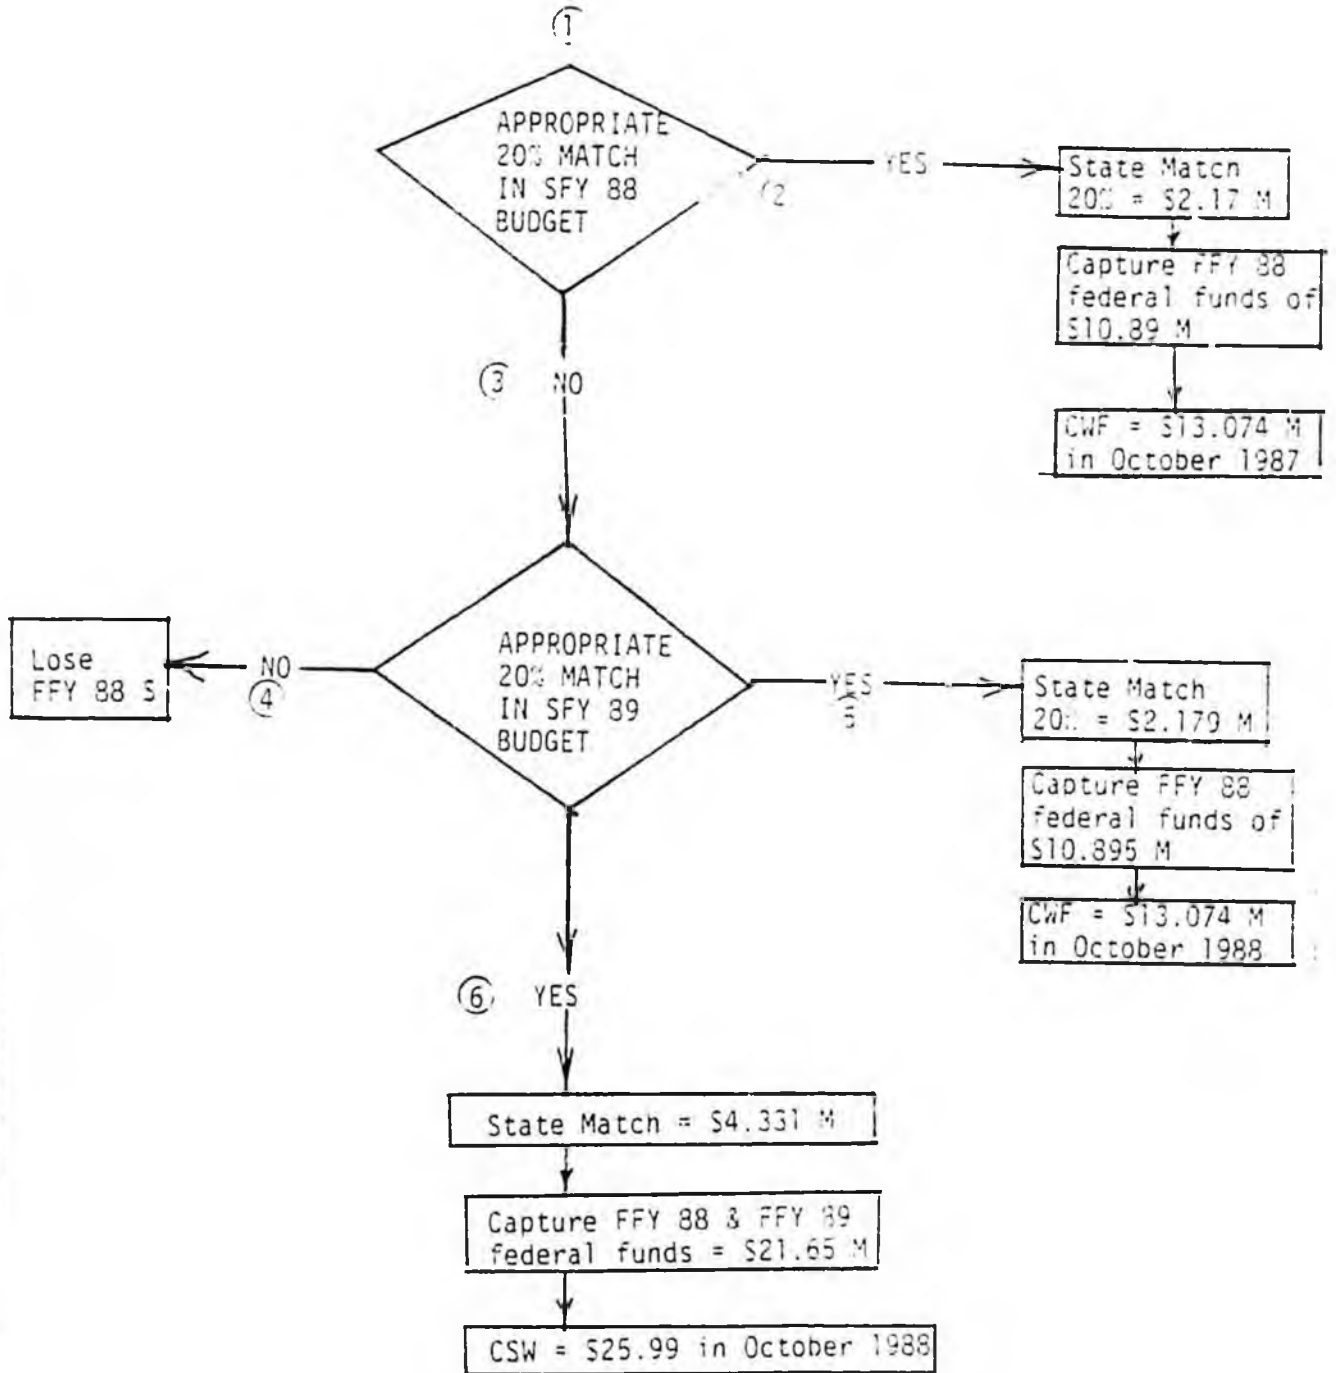 1
APPROPRIATE
20% MATCH
IN SFY 88
BUDGET
2
YES
State Match
20% = $2.17 M
Capture FFY 88
federal funds of
$10.89 M
CWF = $13.074 M
in October 1987
3 NO
APPROPRIATE
20% MATCH
IN SFY 89
BUDGET
NO
4
Lose
FFY 88 $
YES
5
State Match
20% = $2.179 M
Capture FFY 88
federal funds of
$10.895 M
CWF = $13.074 M
in October 1988
6 YES
State Match = $4.331 M
Capture FFY 88 & FFY 89
federal funds = $21.65 M
CSW = $25.99 in October 1988